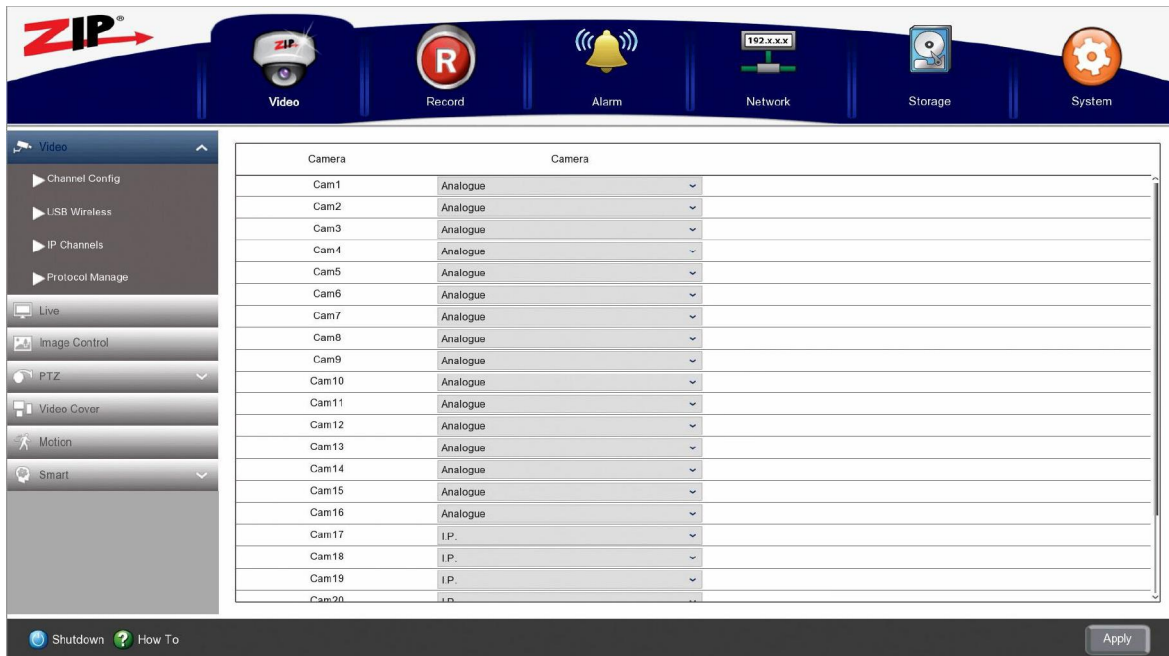 ZIP®
ZIP
R
192.x.x.x
Video Record Alarm Network Storage System
Video
Channel Config
USB Wireless
IP Channels
Protocol Manage
Live
Image Control
PTZ
Video Cover
Motion
Smart
Camera Camera
Cam1 Analogue
Cam2 Analogue
Cam3 Analogue
Cam4 Analogue
Cam5 Analogue
Cam6 Analogue
Cam7 Analogue
Cam8 Analogue
Cam9 Analogue
Cam10 Analogue
Cam11 Analogue
Cam12 Analogue
Cam13 Analogue
Cam14 Analogue
Cam15 Analogue
Cam16 Analogue
Cam17 I.P.
Cam18 I.P.
Cam19 I.P.
Cam20 I.P.
Shutdown ? How To Apply